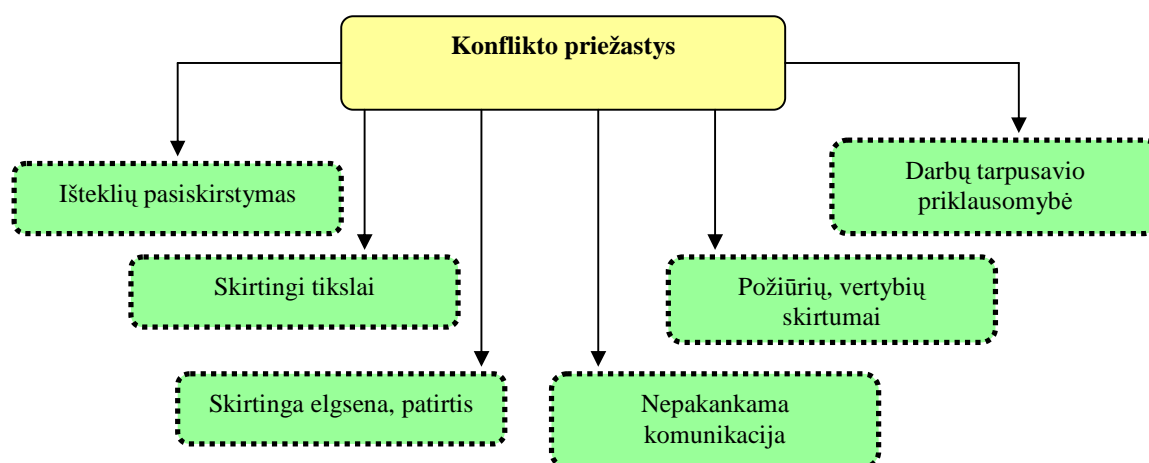 Konflikto priežastys
Išteklių pasiskirstymas
Darbų tarpusavio
priklausomybė
Skirtingi tikslai
Požiūrių, vertybių
skirtumai
Skirtinga elgsena, patirtis
Nepakankama
komunikacija